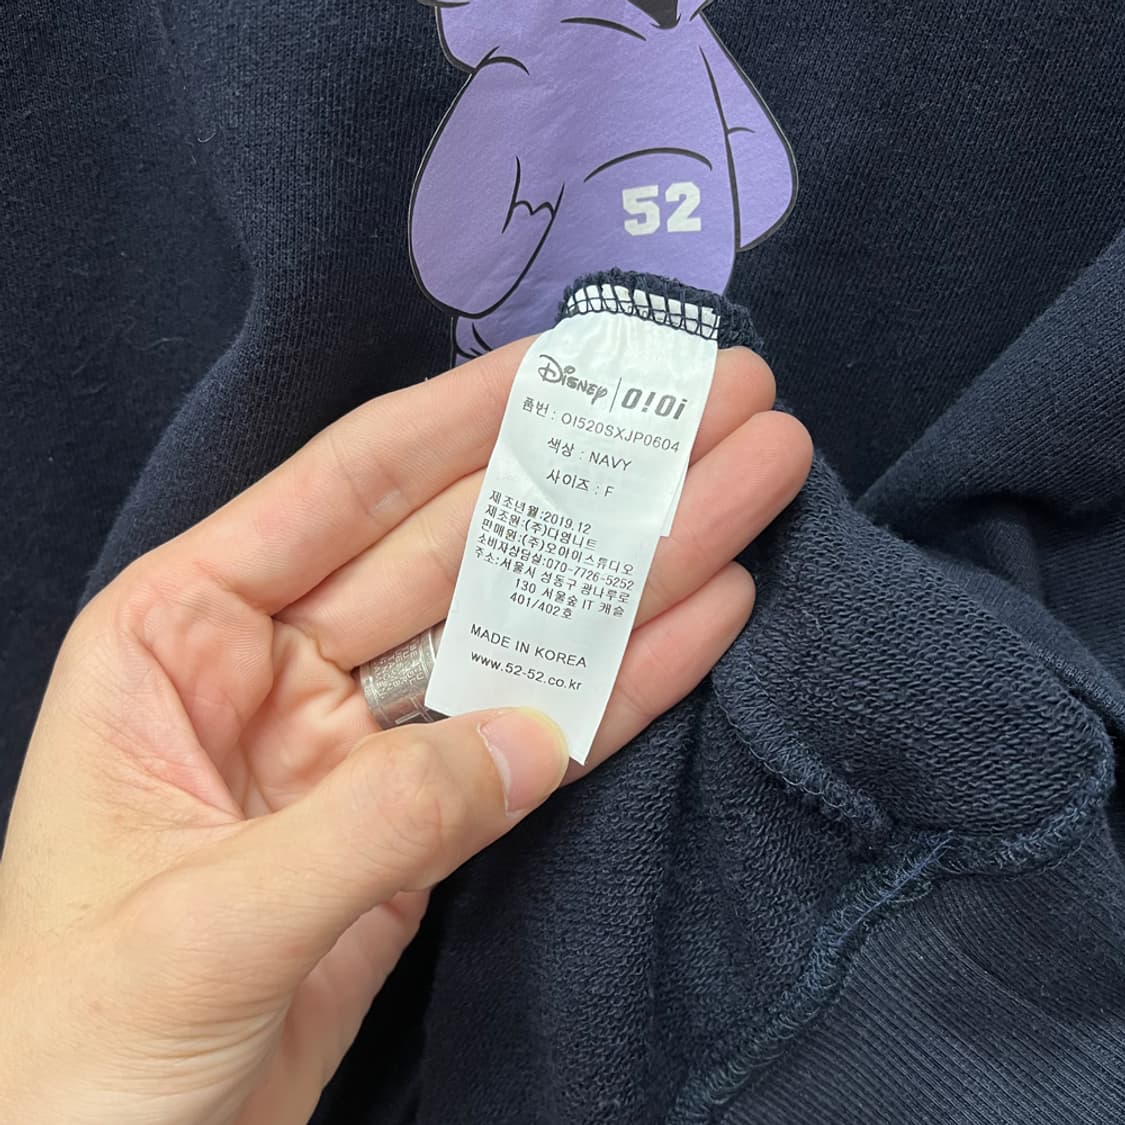 52
Disney | O!Oi
품번 : OI520SXJP0604
색상 : NAVY
사이즈 : F
제조년월:2019.12
제조원:(주)다영니트
판매원:(주)오아이스튜디오
소비자상담실:070-7726-5252
주소:서울시 성동구 광나루로
130 서울숲 IT 캐슬
401/402호
MADE IN KOREA
www.52-52.co.kr